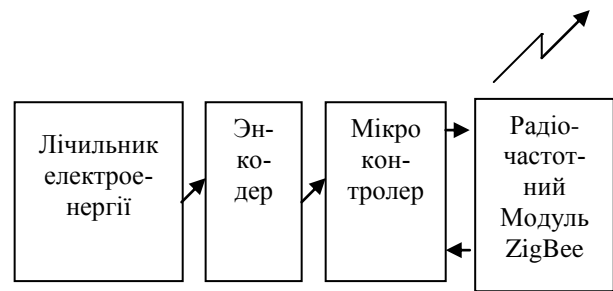 Лічильник
електрое-
нергії
Эн-
ко-
дер
Мікро
кон-
тролер
Радіо-
частот-
ний
Модуль
ZigBee